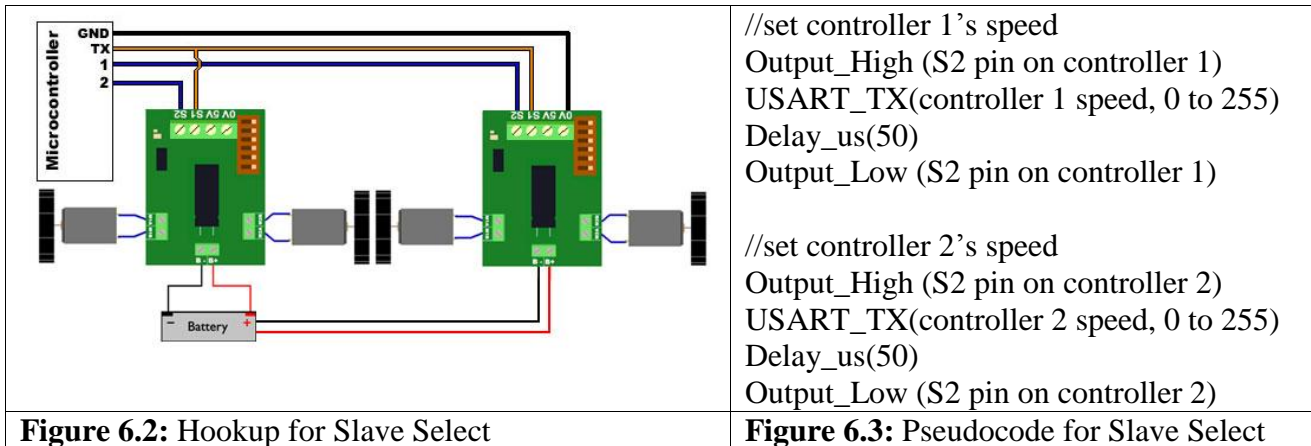 Microcontroller
GND
TX
1
2
S2 S1 5V 0V
S2 S1 5V 0V
B - B+
B - B+
− Battery +
Figure 6.2: Hookup for Slave Select
//set controller 1’s speed
Output_High (S2 pin on controller 1)
USART_TX(controller 1 speed, 0 to 255)
Delay_us(50)
Output_Low (S2 pin on controller 1)
//set controller 2’s speed
Output_High (S2 pin on controller 2)
USART_TX(controller 2 speed, 0 to 255)
Delay_us(50)
Output_Low (S2 pin on controller 2)
Figure 6.3: Pseudocode for Slave Select